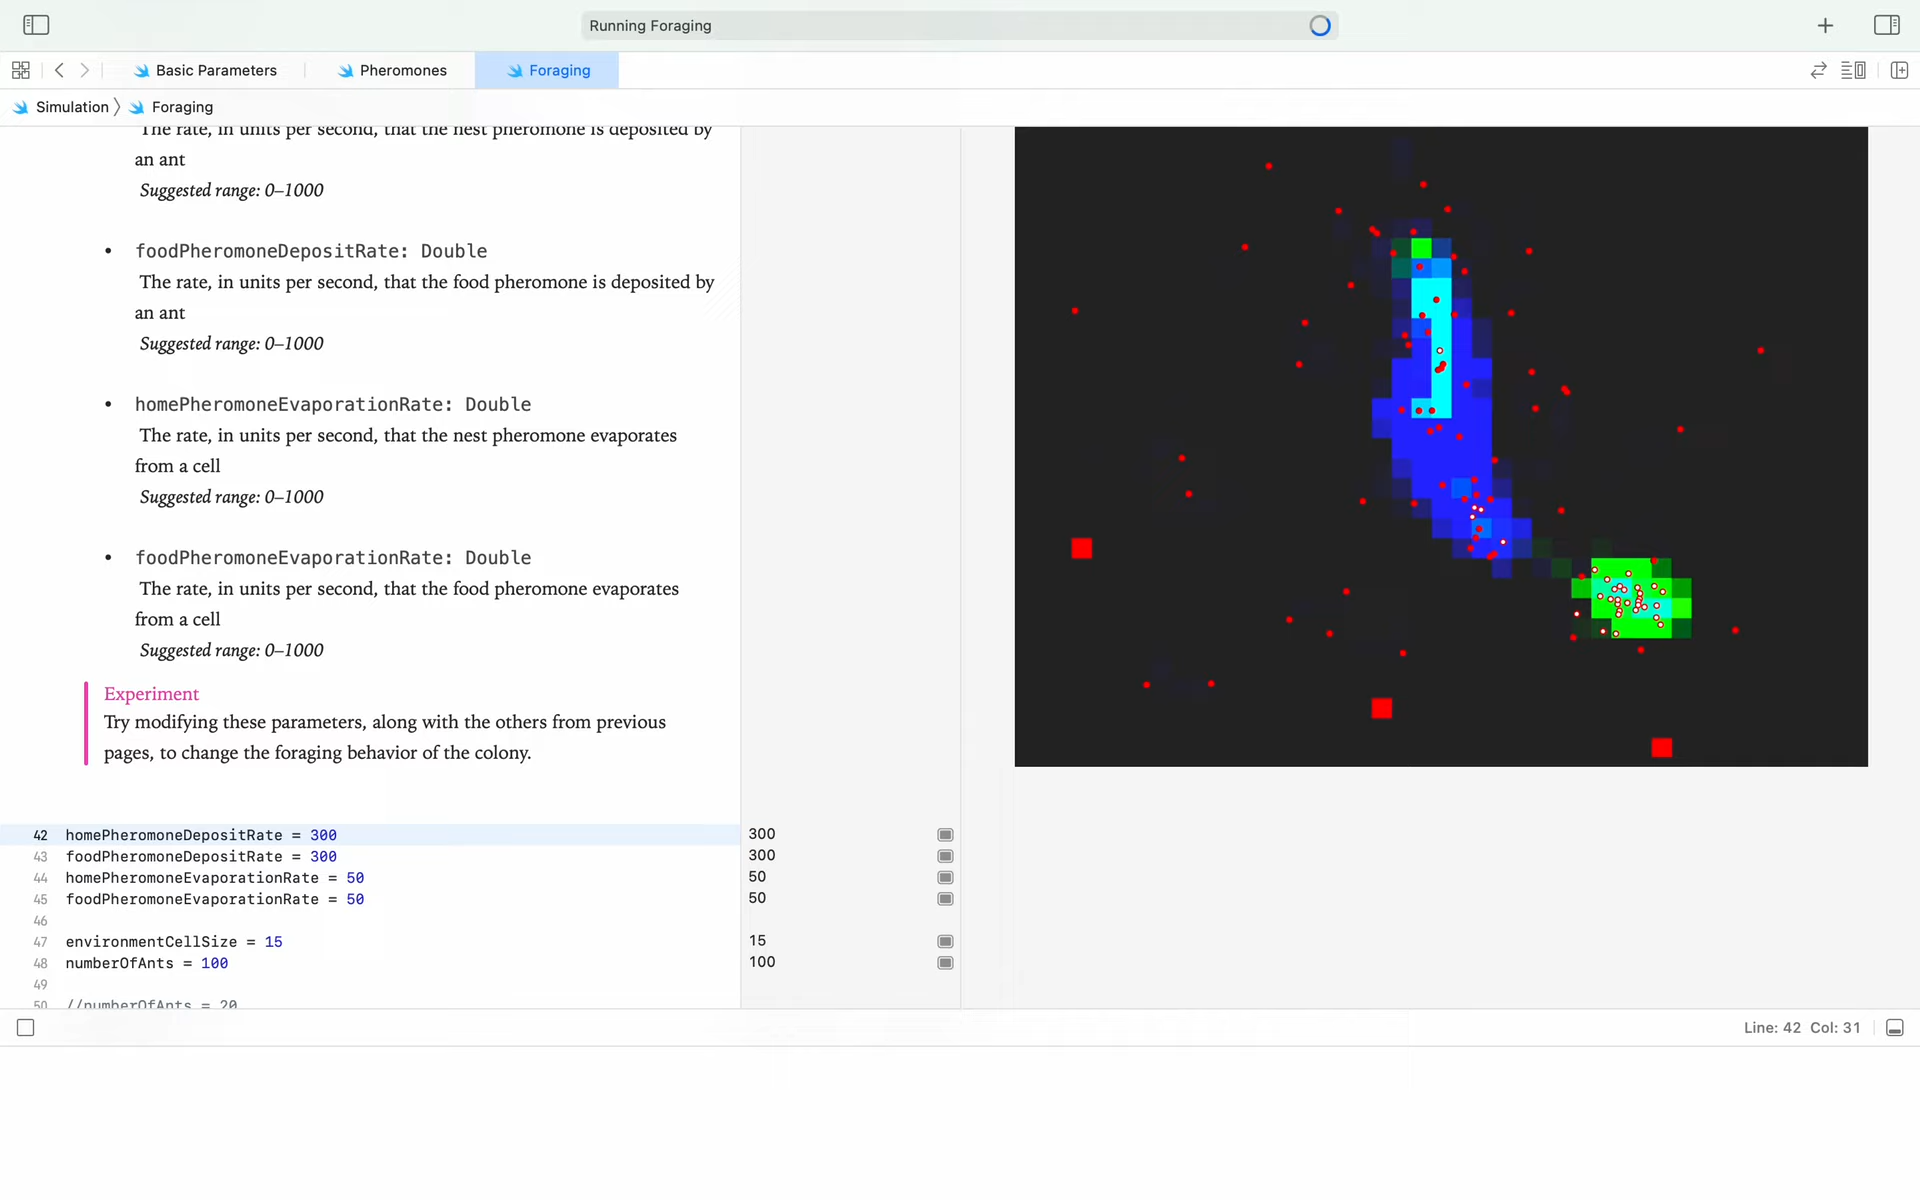 Running Foraging
Basic Parameters
Pheromones
Foraging
Simulation
Foraging
The rate, in units per second, that the nest pheromone is deposited by
an ant
Suggested range: 0–1000
• foodPheromoneDepositRate: Double
The rate, in units per second, that the food pheromone is deposited by
an ant
Suggested range: 0–1000
• homePheromoneEvaporationRate: Double
The rate, in units per second, that the nest pheromone evaporates
from a cell
Suggested range: 0–1000
• foodPheromoneEvaporationRate: Double
The rate, in units per second, that the food pheromone evaporates
from a cell
Suggested range: 0–1000
Experiment
Try modifying these parameters, along with the others from previous
pages, to change the foraging behavior of the colony.
42 homePheromoneDepositRate = 300 300
43 foodPheromoneDepositRate = 300 300
44 homePheromoneEvaporationRate = 50 50
45 foodPheromoneEvaporationRate = 50 50
46
47 environmentCellSize = 15 15
48 numberOfAnts = 100 100
49
50 //numberOfAnts = 20
Line: 42 Col: 31